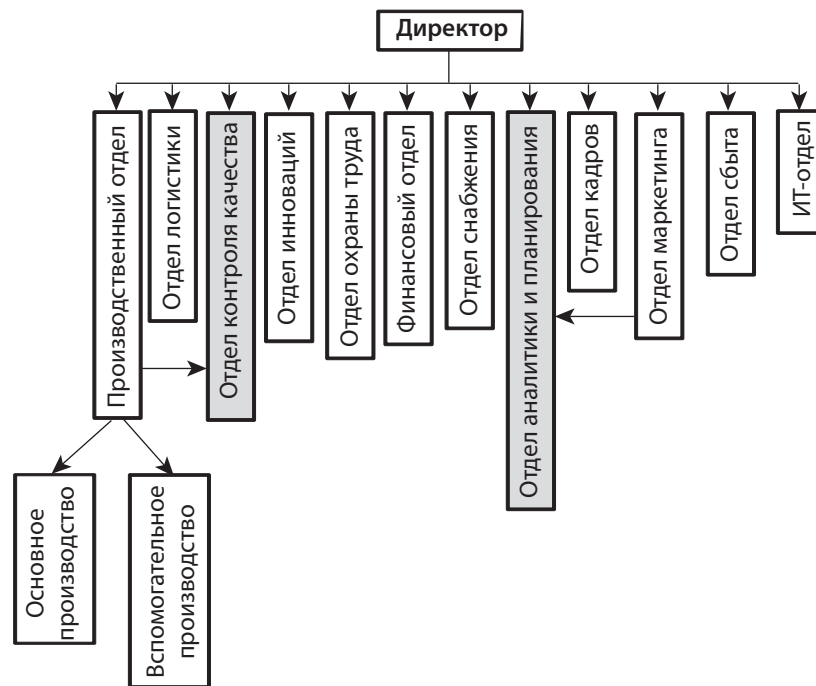 Директор
Производственный отдел
Отдел логистики
Отдел контроля качества
Отдел инноваций
Отдел охраны труда
Финансовый отдел
Отдел снабжения
Отдел аналитики и планирования
Отдел кадров
Отдел маркетинга
Отдел сбыта
ИТ-отдел
Основное
производство
Вспомогательное
производство